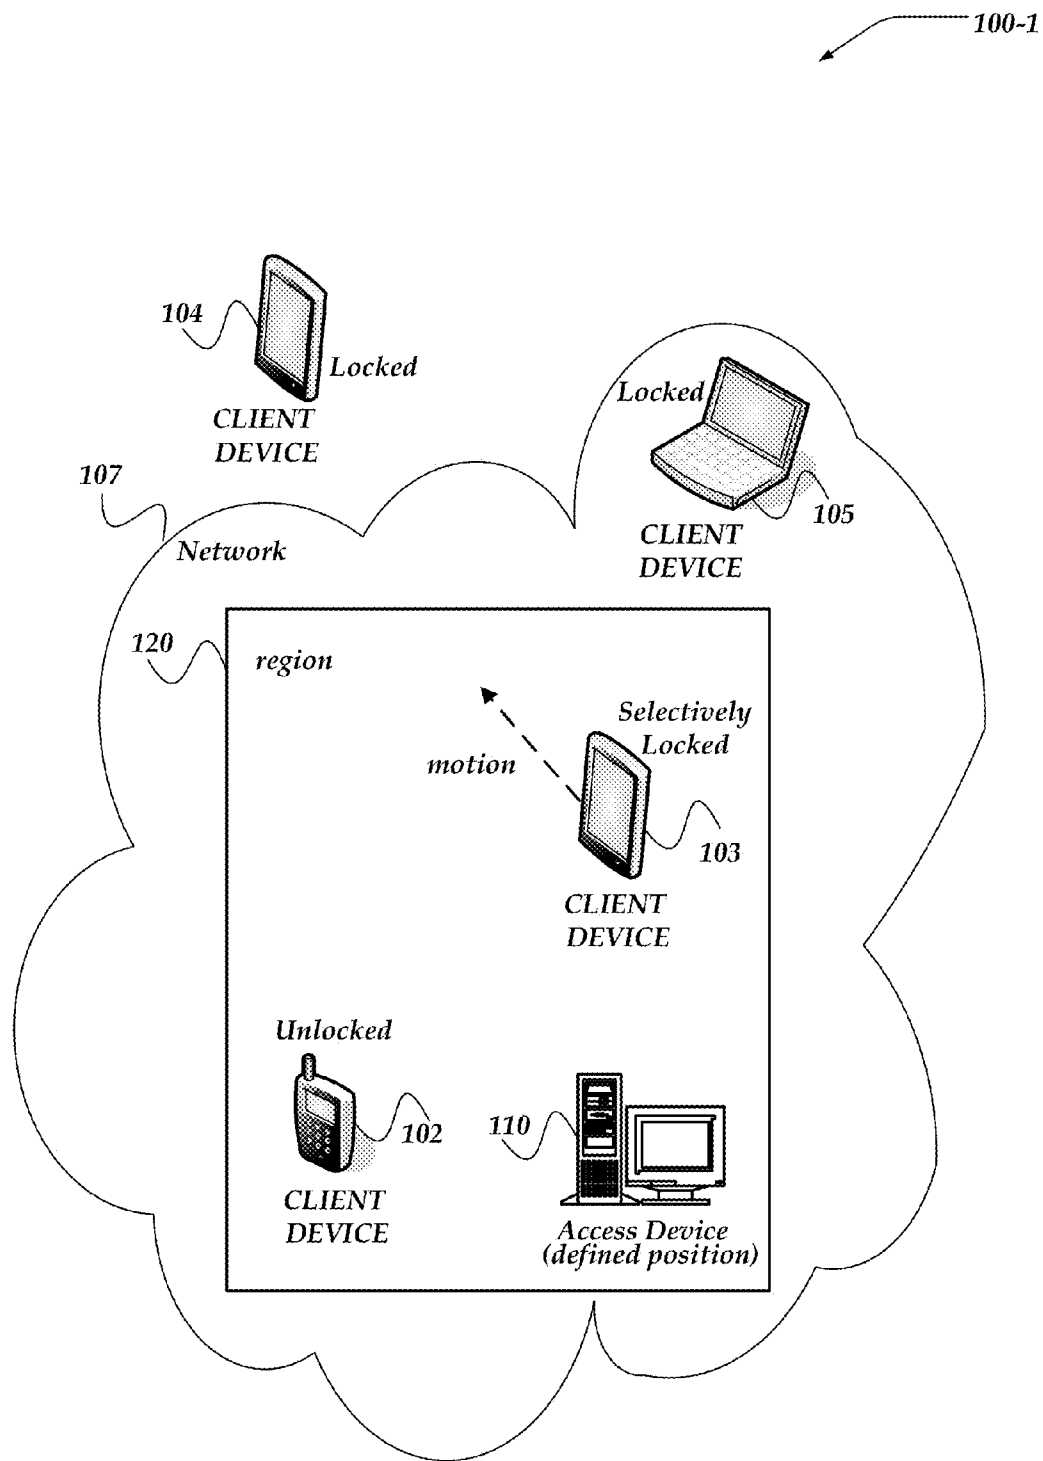 100-1
104
Locked
CLIENT
DEVICE
Locked
105
CLIENT
DEVICE
107
Network
120
region
Selectively
Locked
motion
103
CLIENT
DEVICE
Unlocked
102
CLIENT
DEVICE
110
Access Device
(defined position)